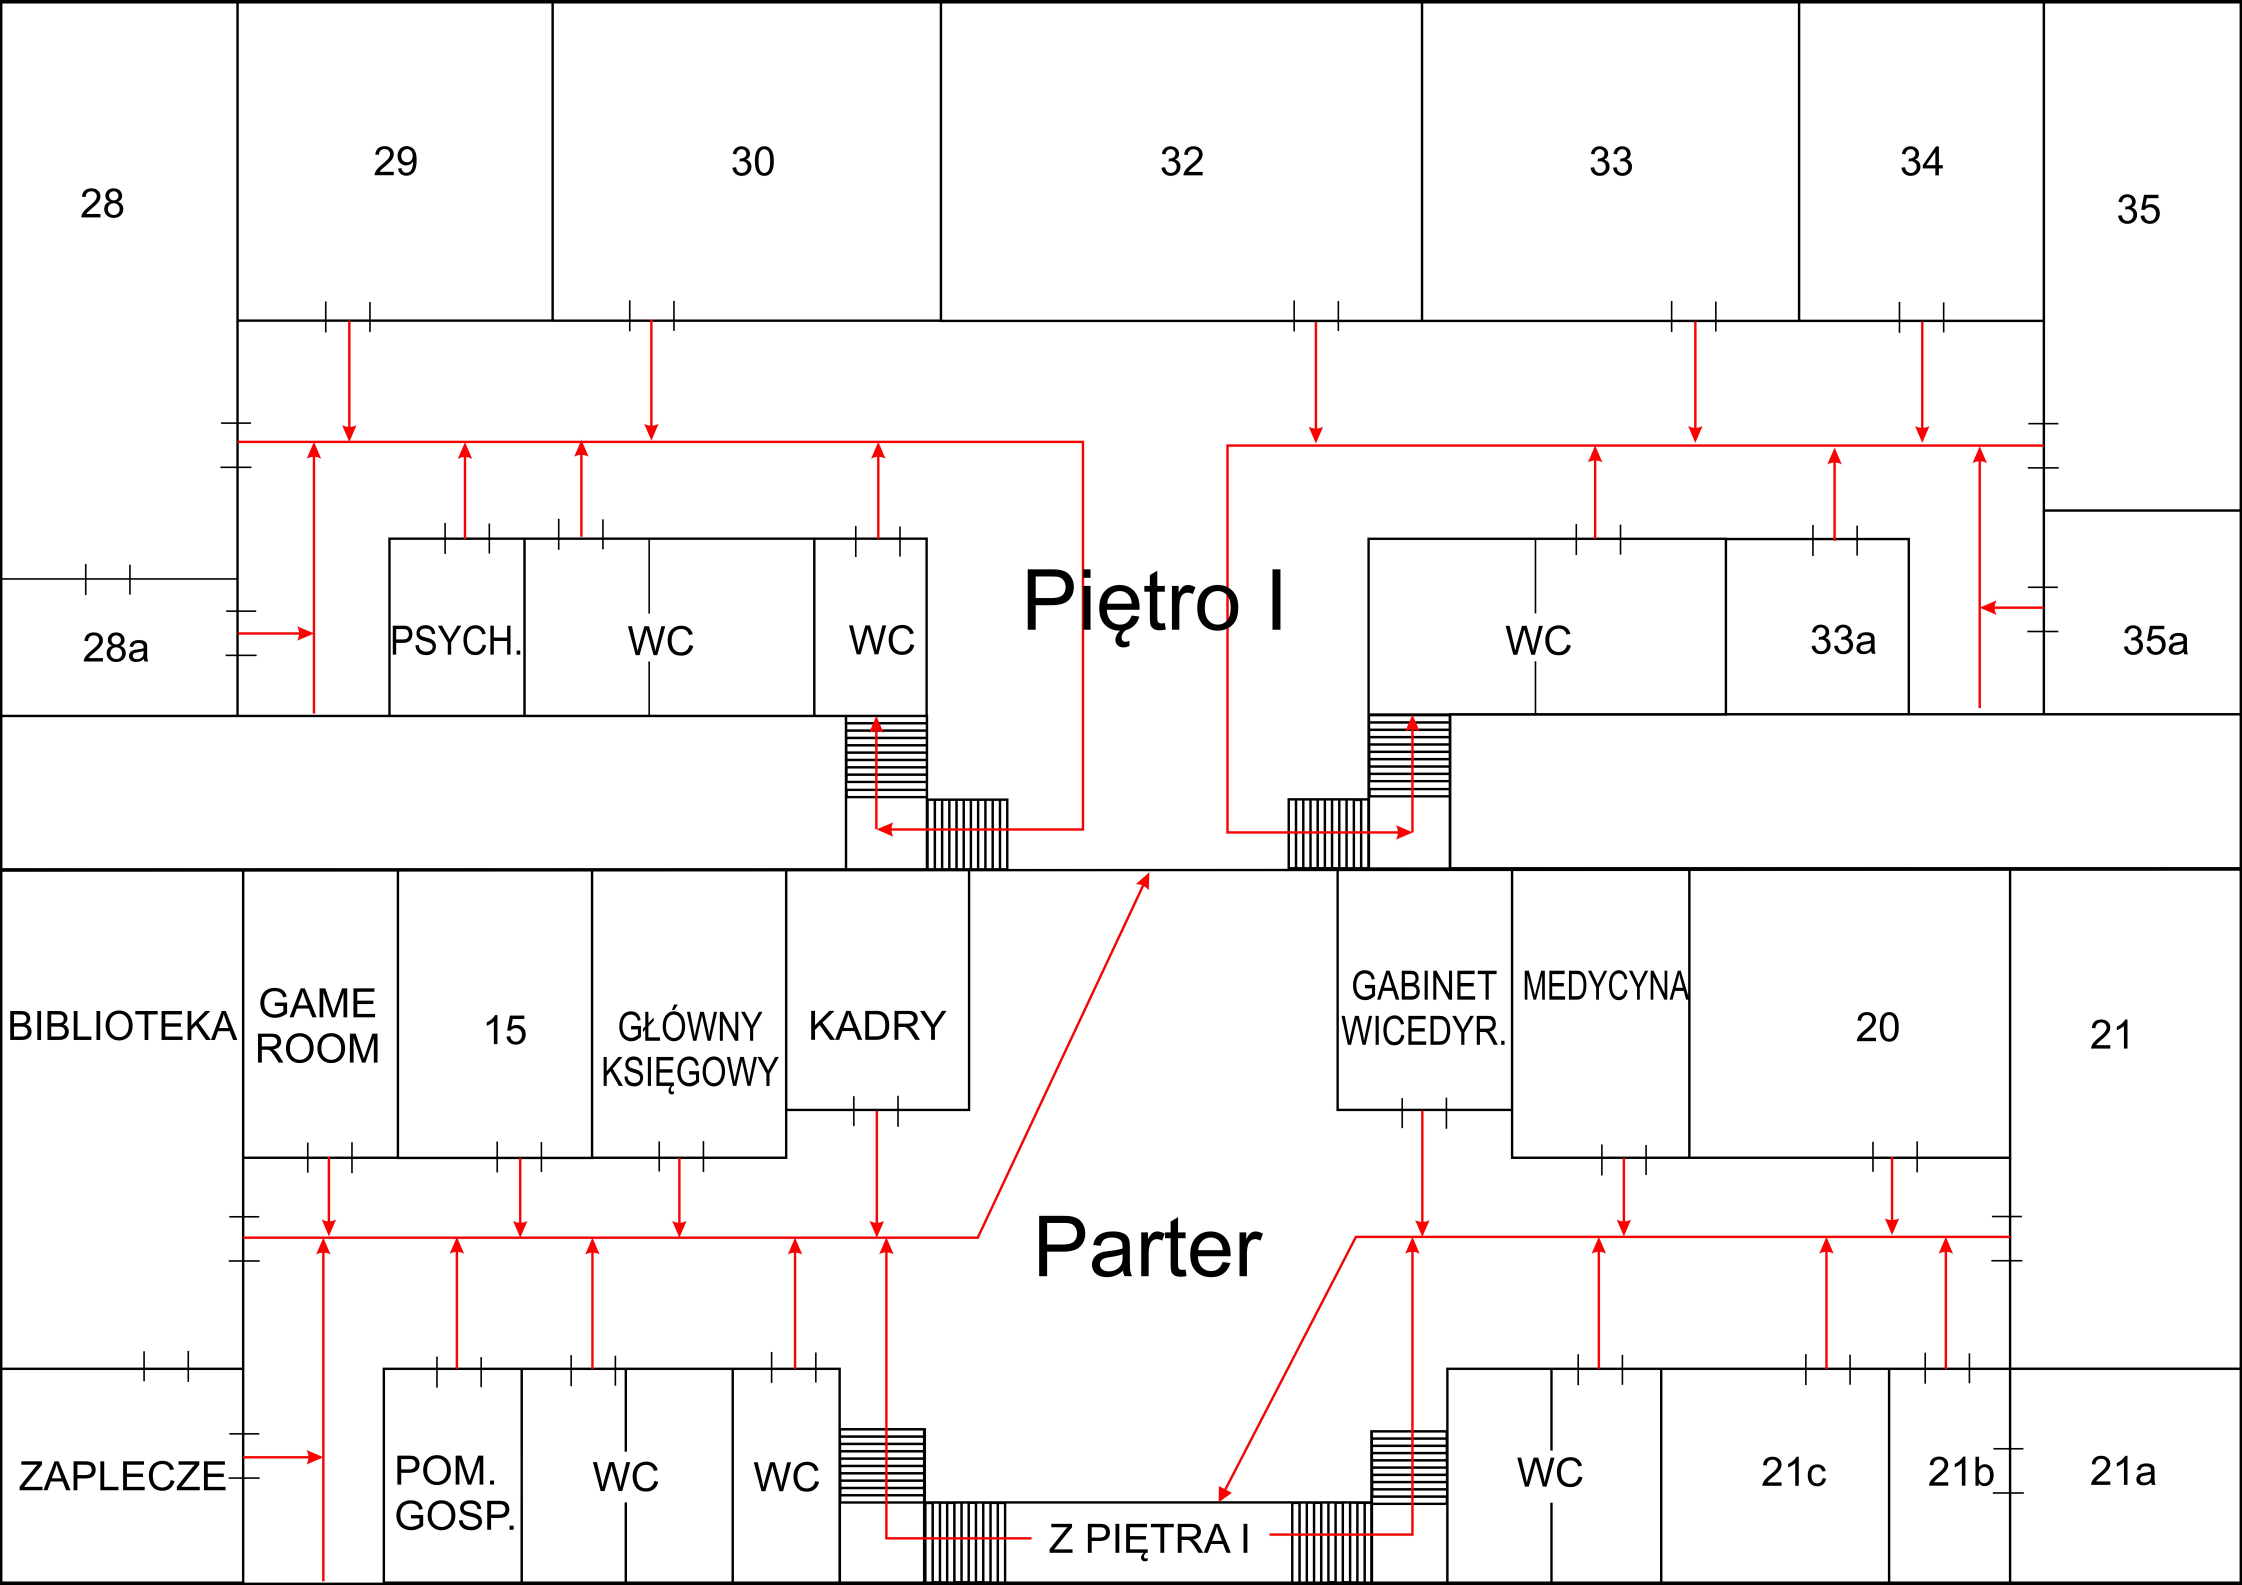 28
29
30
32
33
34
35
28a
PSYCH.
WC
WC
Piętro I
WC
33a
35a
BIBLIOTEKA
GAME
ROOM
15
GŁÓWNY
KSIĘGOWY
KADRY
GABINET
WICEDYR.
MEDYCYNA
20
21
Parter
ZAPLECZE
POM.
GOSP.
WC
WC
Z PIĘTRA I
WC
21c
21b
21a